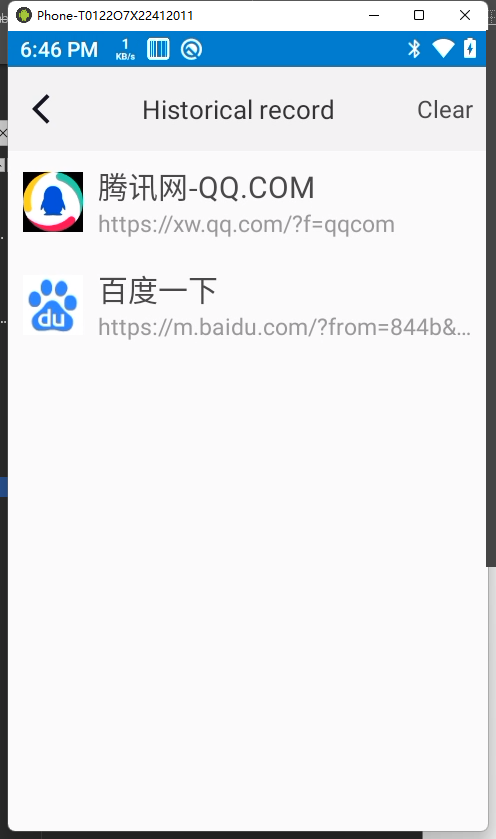 Phone-T0122O7X22412011
6:46 PM 1 KB/s
Historical record Clear
腾讯网-QQ.COM
https://xw.qq.com/?f=qqcom
百度一下
du
https://m.baidu.com/?from=844b&...